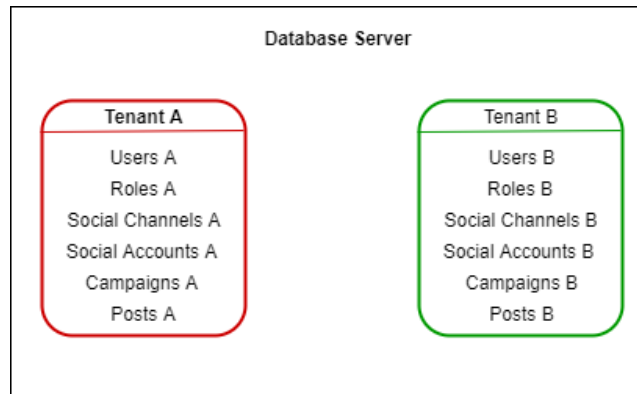 Database Server
Tenant A
Users A
Roles A
Social Channels A
Social Accounts A
Campaigns A
Posts A
Tenant B
Users B
Roles B
Social Channels B
Social Accounts B
Campaigns B
Posts B